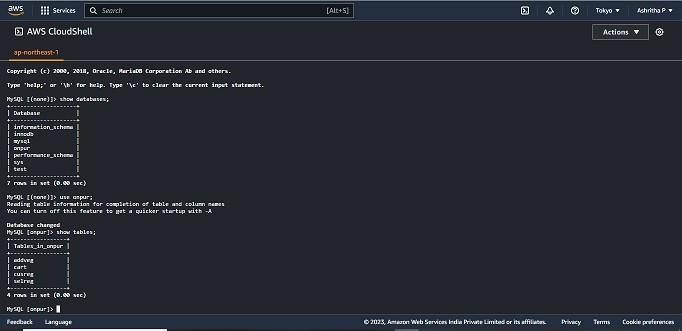 aws
Services
Search
[Alt+S]
Tokyo
Ashritha P
AWS CloudShell
Actions
ap-northeast-1
Copyright (c) 2000, 2018, Oracle, MariaDB Corporation Ab and others.
Type 'help;' or '\h' for help. Type '\c' to clear the current input statement.
MySQL [(none)]> show databases;
+--------------------+
| Database           |
+--------------------+
| information_schema |
| innodb             |
| mysql              |
| onpur              |
| performance_schema |
| sys                |
| test               |
+--------------------+
7 rows in set (0.00 sec)
MySQL [(none)]> use onpur;
Reading table information for completion of table and column names
You can turn off this feature to get a quicker startup with -A
Database changed
MySQL [onpur]> show tables;
+-----------------+
| Tables_in_onpur |
+-----------------+
| addveg          |
| cart            |
| cusreg          |
| selreg          |
+-----------------+
4 rows in set (0.00 sec)
MySQL [onpur]>
Feedback
Language
© 2023, Amazon Web Services India Private Limited or its affiliates.
Privacy
Terms
Cookie preferences